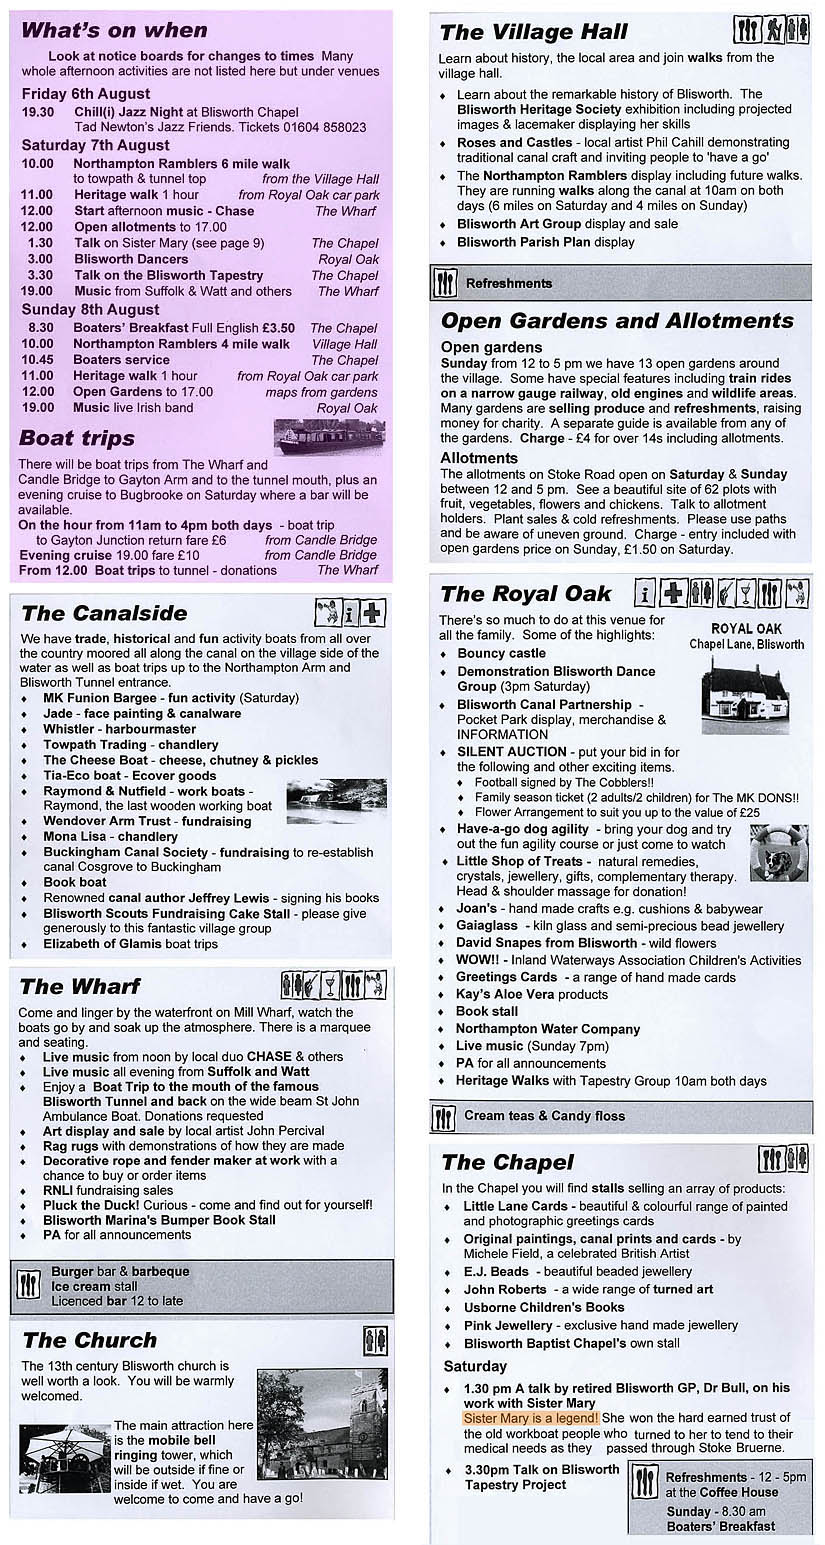 What's on when
Look at notice boards for changes to times Many
whole afternoon activities are not listed here but under venues
Friday 6th August
19.30 Chill(i) Jazz Night at Blisworth Chapel
Tad Newton's Jazz Friends. Tickets 01604 858023
Saturday 7th August
10.00 Northampton Ramblers 6 mile walk
to towpath & tunnel top from the Village Hall
11.00 Heritage walk 1 hour from Royal Oak car park
12.00 Start afternoon music - Chase The Wharf
12.00 Open allotments to 17.00
1.30 Talk on Sister Mary (see page 9) The Chapel
3.00 Blisworth Dancers Royal Oak
3.30 Talk on the Blisworth Tapestry The Chapel
19.00 Music from Suffolk & Watt and others The Wharf
Sunday 8th August
8.30 Boaters' Breakfast Full English £3.50 The Chapel
10.00 Northampton Ramblers 4 mile walk Village Hall
10.45 Boaters service The Chapel
11.00 Heritage walk 1 hour from Royal Oak car park
12.00 Open Gardens to 17.00 maps from gardens
19.00 Music live Irish band Royal Oak
Boat trips
There will be boat trips from The Wharf and
Candle Bridge to Gayton Arm and to the tunnel mouth, plus an
evening cruise to Bugbrooke on Saturday where a bar will be
available.
On the hour from 11am to 4pm both days - boat trip
to Gayton Junction return fare £6 from Candle Bridge
Evening cruise 19.00 fare £10 from Candle Bridge
From 12.00 Boat trips to tunnel - donations The Wharf
The Canalside
We have trade, historical and fun activity boats from all over
the country moored all along the canal on the village side of the
water as well as boat trips up to the Northampton Arm and
Blisworth Tunnel entrance.
♦ MK Funion Bargee - fun activity (Saturday)
♦ Jade - face painting & canalware
♦ Whistler - harbourmaster
♦ Towpath Trading - chandlery
♦ The Cheese Boat - cheese, chutney & pickles
♦ Tia-Eco boat - Ecover goods
♦ Raymond & Nutfield - work boats -
Raymond, the last wooden working boat
♦ Wendover Arm Trust - fundraising
♦ Mona Lisa - chandlery
♦ Buckingham Canal Society - fundraising to re-establish
canal Cosgrove to Buckingham
♦ Book boat
♦ Renowned canal author Jeffrey Lewis - signing his books
♦ Blisworth Scouts Fundraising Cake Stall - please give
generously to this fantastic village group
♦ Elizabeth of Glamis boat trips
The Wharf
Come and linger by the waterfront on Mill Wharf, watch the
boats go by and soak up the atmosphere. There is a marquee
and seating.
♦ Live music from noon by local duo CHASE & others
♦ Live music all evening from Suffolk and Watt
♦ Enjoy a Boat Trip to the mouth of the famous
Blisworth Tunnel and back on the wide beam St John
Ambulance Boat. Donations requested
♦ Art display and sale by local artist John Percival
♦ Rag rugs with demonstrations of how they are made
♦ Decorative rope and fender maker at work with a
chance to buy or order items
♦ RNLI fundraising sales
♦ Pluck the Duck! Curious - come and find out for yourself!
♦ Blisworth Marina's Bumper Book Stall
♦ PA for all announcements
Burger bar & barbeque
Ice cream stall
Licenced bar 12 to late
The Church
The 13th century Blisworth church is
well worth a look. You will be warmly
welcomed.
The main attraction here
is the mobile bell
ringing tower, which
will be outside if fine or
inside if wet. You are
welcome to come and have a go!
The Village Hall
Learn about history, the local area and join walks from the
village hall.
♦ Learn about the remarkable history of Blisworth. The
Blisworth Heritage Society exhibition including projected
images & lacemaker displaying her skills
♦ Roses and Castles - local artist Phil Cahill demonstrating
traditional canal craft and inviting people to 'have a go'
♦ The Northampton Ramblers display including future walks.
They are running walks along the canal at 10am on both
days (6 miles on Saturday and 4 miles on Sunday)
♦ Blisworth Art Group display and sale
♦ Blisworth Parish Plan display
Refreshments
Open Gardens and Allotments
Open gardens
Sunday from 12 to 5 pm we have 13 open gardens around
the village. Some have special features including train rides
on a narrow gauge railway, old engines and wildlife areas.
Many gardens are selling produce and refreshments, raising
money for charity. A separate guide is available from any of
the gardens. Charge - £4 for over 14s including allotments.
Allotments
The allotments on Stoke Road open on Saturday & Sunday
between 12 and 5 pm. See a beautiful site of 62 plots with
fruit, vegetables, flowers and chickens. Talk to allotment
holders. Plant sales & cold refreshments. Please use paths
and be aware of uneven ground. Charge - entry included with
open gardens price on Sunday, £1.50 on Saturday.
The Royal Oak
There's so much to do at this venue for
all the family. Some of the highlights:
ROYAL OAK
Chapel Lane, Blisworth
♦ Bouncy castle
♦ Demonstration Blisworth Dance
Group (3pm Saturday)
♦ Blisworth Canal Partnership -
Pocket Park display, merchandise &
INFORMATION
♦ SILENT AUCTION - put your bid in for
the following and other exciting items.
♦ Football signed by The Cobblers!!
♦ Family season ticket (2 adults/2 children) for The MK DONS!!
♦ Flower Arrangement to suit you up to the value of £25
♦ Have-a-go dog agility - bring your dog and try
out the fun agility course or just come to watch
♦ Little Shop of Treats - natural remedies,
crystals, jewellery, gifts, complementary therapy.
Head & shoulder massage for donation!
♦ Joan's - hand made crafts e.g. cushions & babywear
♦ Gaiaglass - kiln glass and semi-precious bead jewellery
♦ David Snapes from Blisworth - wild flowers
♦ WOW!! - Inland Waterways Association Children's Activities
♦ Greetings Cards - a range of hand made cards
♦ Kay's Aloe Vera products
♦ Book stall
♦ Northampton Water Company
♦ Live music (Sunday 7pm)
♦ PA for all announcements
♦ Heritage Walks with Tapestry Group 10am both days
Cream teas & Candy floss
The Chapel
In the Chapel you will find stalls selling an array of products:
♦ Little Lane Cards - beautiful & colourful range of painted
and photographic greetings cards
♦ Original paintings, canal prints and cards - by
Michele Field, a celebrated British Artist
♦ E.J. Beads - beautiful beaded jewellery
♦ John Roberts - a wide range of turned art
♦ Usborne Children's Books
♦ Pink Jewellery - exclusive hand made jewellery
♦ Blisworth Baptist Chapel's own stall
Saturday
♦ 1.30 pm A talk by retired Blisworth GP, Dr Bull, on his
work with Sister Mary
Sister Mary is a legend! She won the hard earned trust of
the old workboat people who turned to her to tend to their
medical needs as they passed through Stoke Bruerne.
♦ 3.30pm Talk on Blisworth
Tapestry Project
Refreshments - 12 - 5pm
at the Coffee House
Sunday - 8.30 am
Boaters' Breakfast